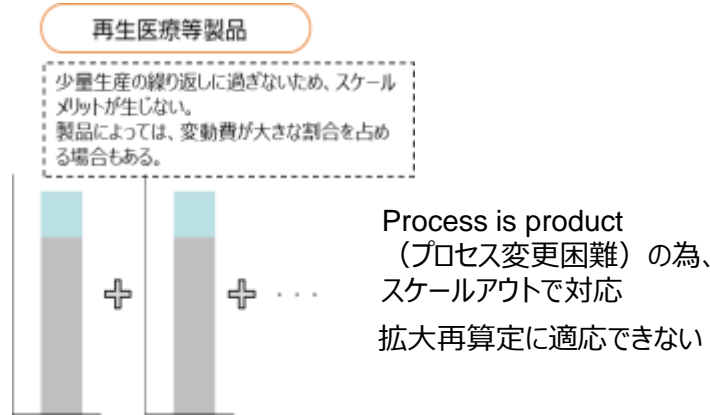 再生医療等製品
少量生産の繰り返しに過ぎないため、スケール
メリットが生じない。
製品によっては、変動費が大きな割合を占め
る場合もある。
Process is product
（プロセス変更困難）の為、
スケールアウトで対応
拡大再算定に適応できない
+ + ・・・